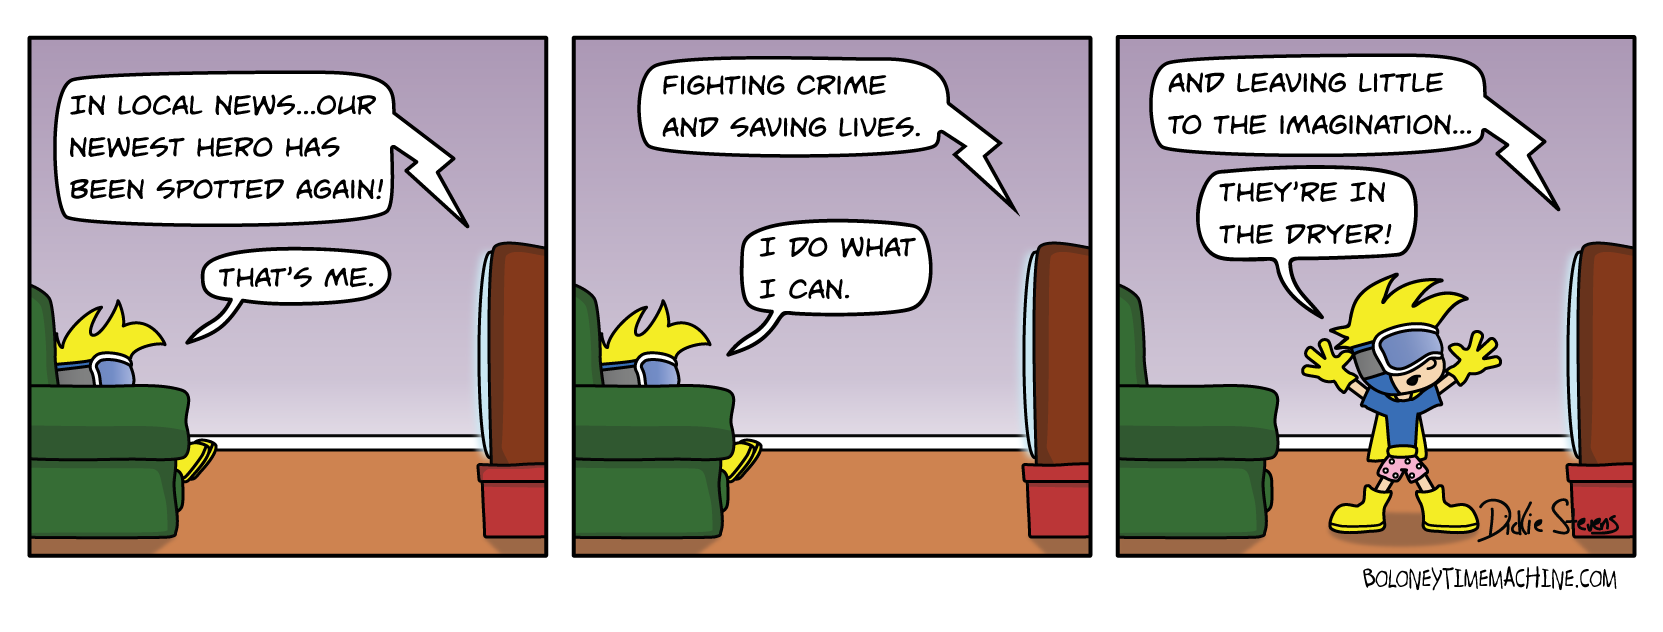 IN LOCAL NEWS...OUR
NEWEST HERO HAS
BEEN SPOTTED AGAIN!
THAT'S ME.
FIGHTING CRIME
AND SAVING LIVES.
I DO WHAT
I CAN.
AND LEAVING LITTLE
TO THE IMAGINATION...
THEY'RE IN
THE DRYER!
Dickie Stevens
BOLONEYTIMEMACHINE.COM